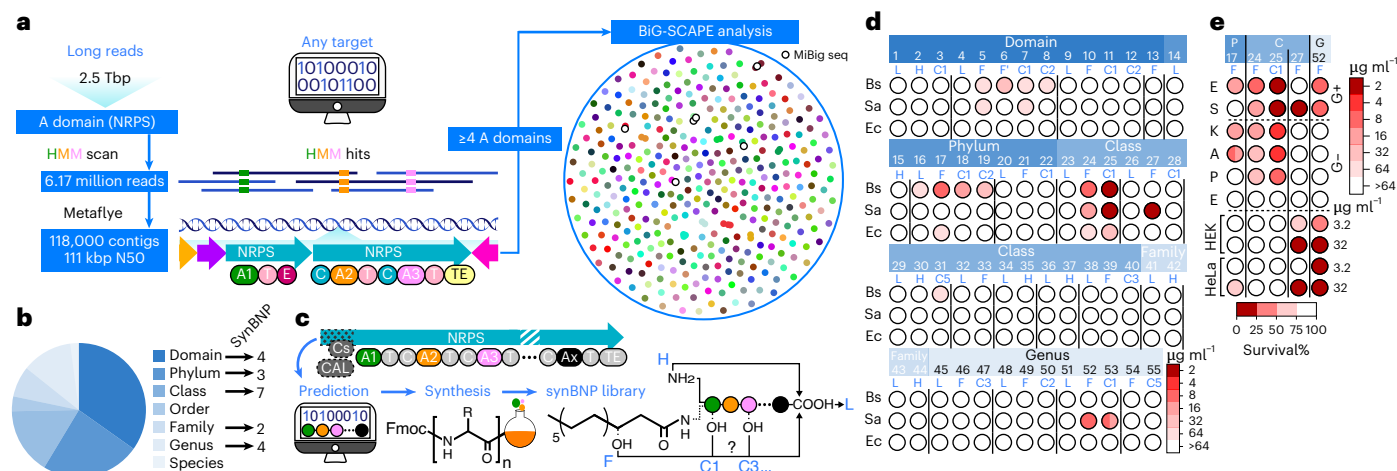 a
Long reads
2.5 Tbp
A domain (NRPS)
HMM scan
6.17 million reads
Metaflye
118,000 contigs
111 kbp N50
Any target
10100010
00101100
HMM hits
NRPS NRPS
A1 T E C A2 T C A3 T TE
≥4 A domains
BiG-SCAPE analysis
MiBig seq
b
SynBNP
Domain 4
Phylum 3
Class 7
Order
Family 2
Genus 4
Species
c
NRPS
Cs
CAL
A1 T C A2 T C A3 T ··· C Ax T TE
Prediction Synthesis synBNP library
10100010
Fmoc
H
N
R
O
n
5
OH
O
N
H
F
H
NH2
COOH
L
OH OH
?
C1 C3...
d
Domain
1 2 3 4 5 6 7 8 9 10 11 12 13 14
L H C1 L F F' C1 C2 L F C1 C2 F L
Bs
Sa
Ec
Phylum Class
15 16 17 18 19 20 21 22 23 24 25 26 27 28
H L F C1 C2 L F C1 L F C1 L F C1
Bs
Sa
Ec
Class Family
29 30 31 32 33 34 35 36 37 38 39 40 41 42
L H C5 L F L H L H L F C3 L H
Bs
Sa
Ec
Family Genus
43 44 45 46 47 48 49 50 51 52 53 54 55
L H L F C3 L F C2 L F C1 F C5
Bs
Sa
Ec
µg ml−1
2
4
8
16
32
64
>64
e
P C G
17 24 25 27 52
F F C1 F F
E
S
K
A
P
E
G+
G−
µg ml−1
2
4
8
16
32
64
>64
µg ml−1
HEK
3.2
32
HeLa
3.2
32
0 25 50 75 100
Survival%